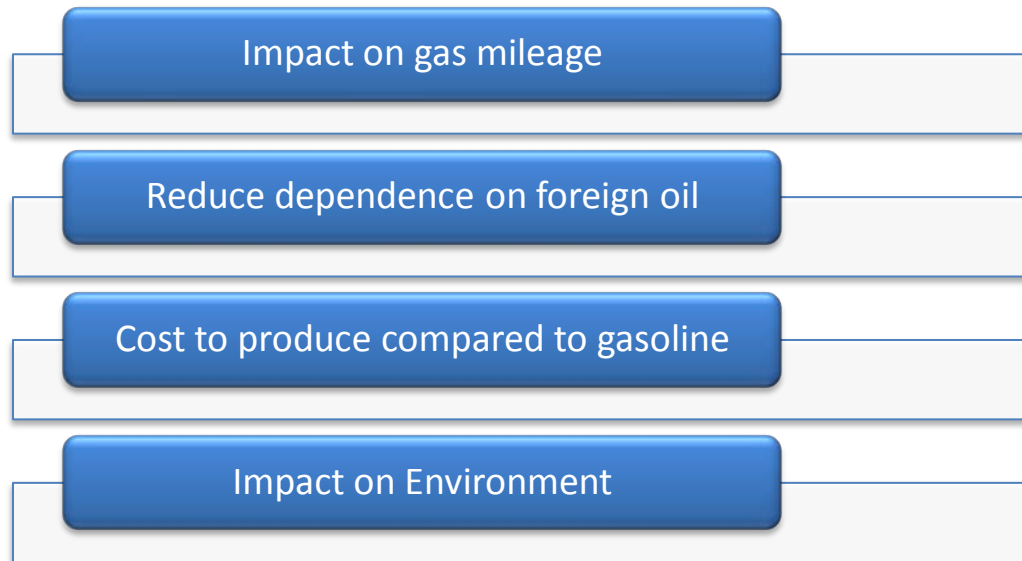 Impact on gas mileage
Reduce dependence on foreign oil
Cost to produce compared to gasoline
Impact on Environment